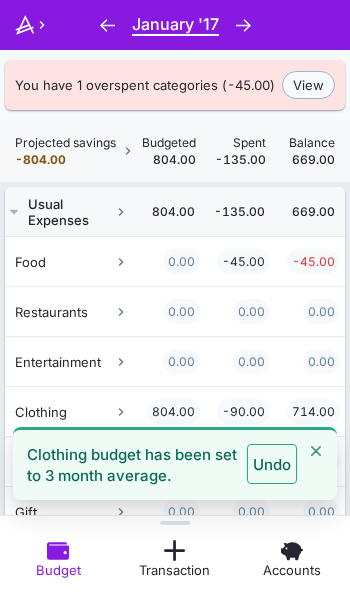 January '17
You have 1 overspent categories (-45.00) View
Projected savings Budgeted Spent Balance
-804.00 804.00 -135.00 669.00
Usual
Expenses 804.00 -135.00 669.00
Food 0.00 -45.00 -45.00
Restaurants 0.00 0.00 0.00
Entertainment 0.00 0.00 0.00
Clothing 804.00 -90.00 714.00
Clothing budget has been set
to 3 month average. Undo
Gift 0.00 0.00 0.00
Budget Transaction Accounts